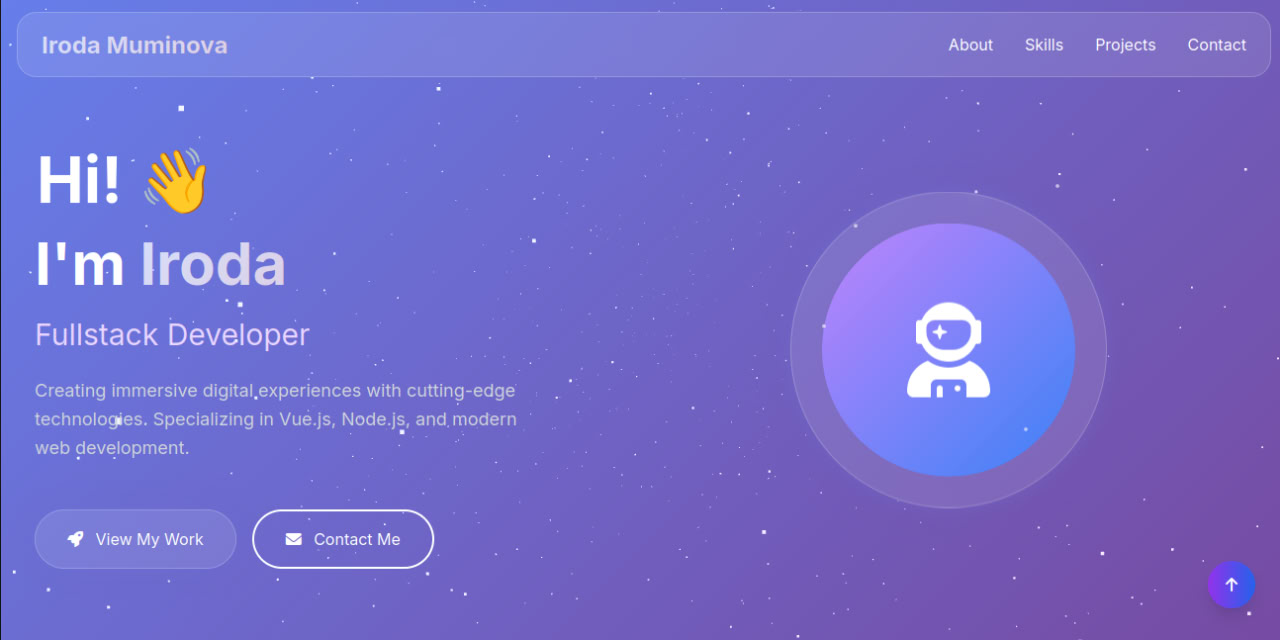 Iroda Muminova
About
Skills
Projects
Contact
Hi! 👋
I'm Iroda
Fullstack Developer
Creating immersive digital experiences with cutting-edge
technologies. Specializing in Vue.js, Node.js, and modern
web development.
View My Work
Contact Me